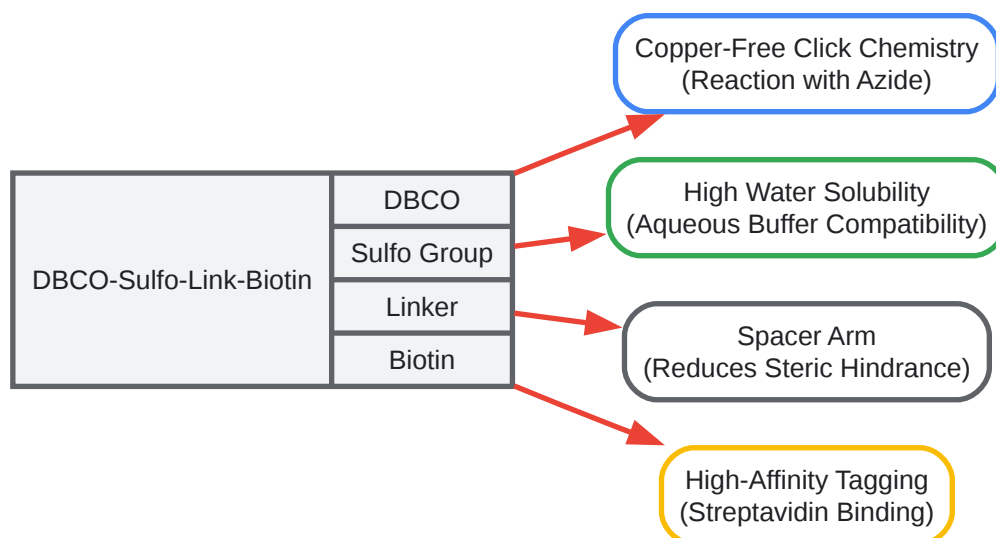 DBCO-Sulfo-Link-Biotin
DBCO
Sulfo Group
Linker
Biotin
Copper-Free Click Chemistry
(Reaction with Azide)
High Water Solubility
(Aqueous Buffer Compatibility)
Spacer Arm
(Reduces Steric Hindrance)
High-Affinity Tagging
(Streptavidin Binding)